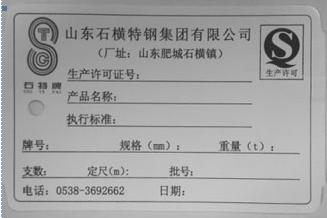 山东石横特钢集团有限公司
(厂址:山东肥城石横镇)
石特牌
生产许可
生产许可证号:
产品名称:
执行标准:
牌号: 规格(mm): 重量(t):
支数: 定尺(m): 批号:
电话:0538-3692662 日期: